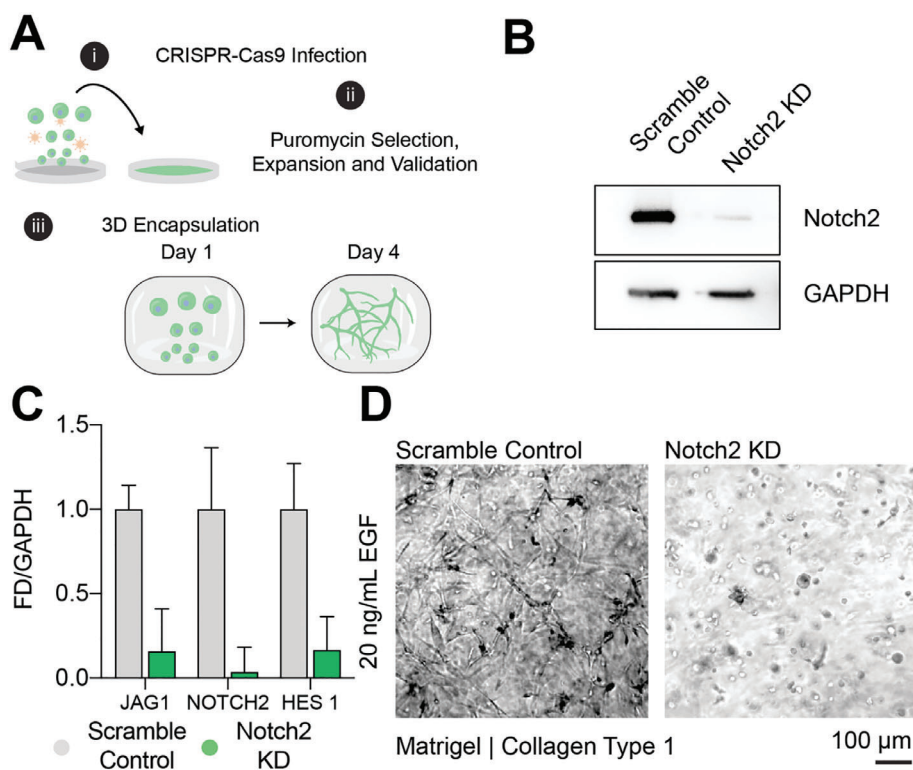 A
i
CRISPR-Cas9 Infection
ii
Puromycin Selection,
Expansion and Validation
iii
3D Encapsulation
Day 1
Day 4
B
Scramble
Control
Notch2 KD
Notch2
GAPDH
C
FD/GAPDH
1.5
1.0
0.5
0.0
JAG1
NOTCH2
HES 1
Scramble
Control
Notch2
KD
D
Scramble Control
Notch2 KD
20 ng/mL EGF
Matrigel | Collagen Type 1
100 μm